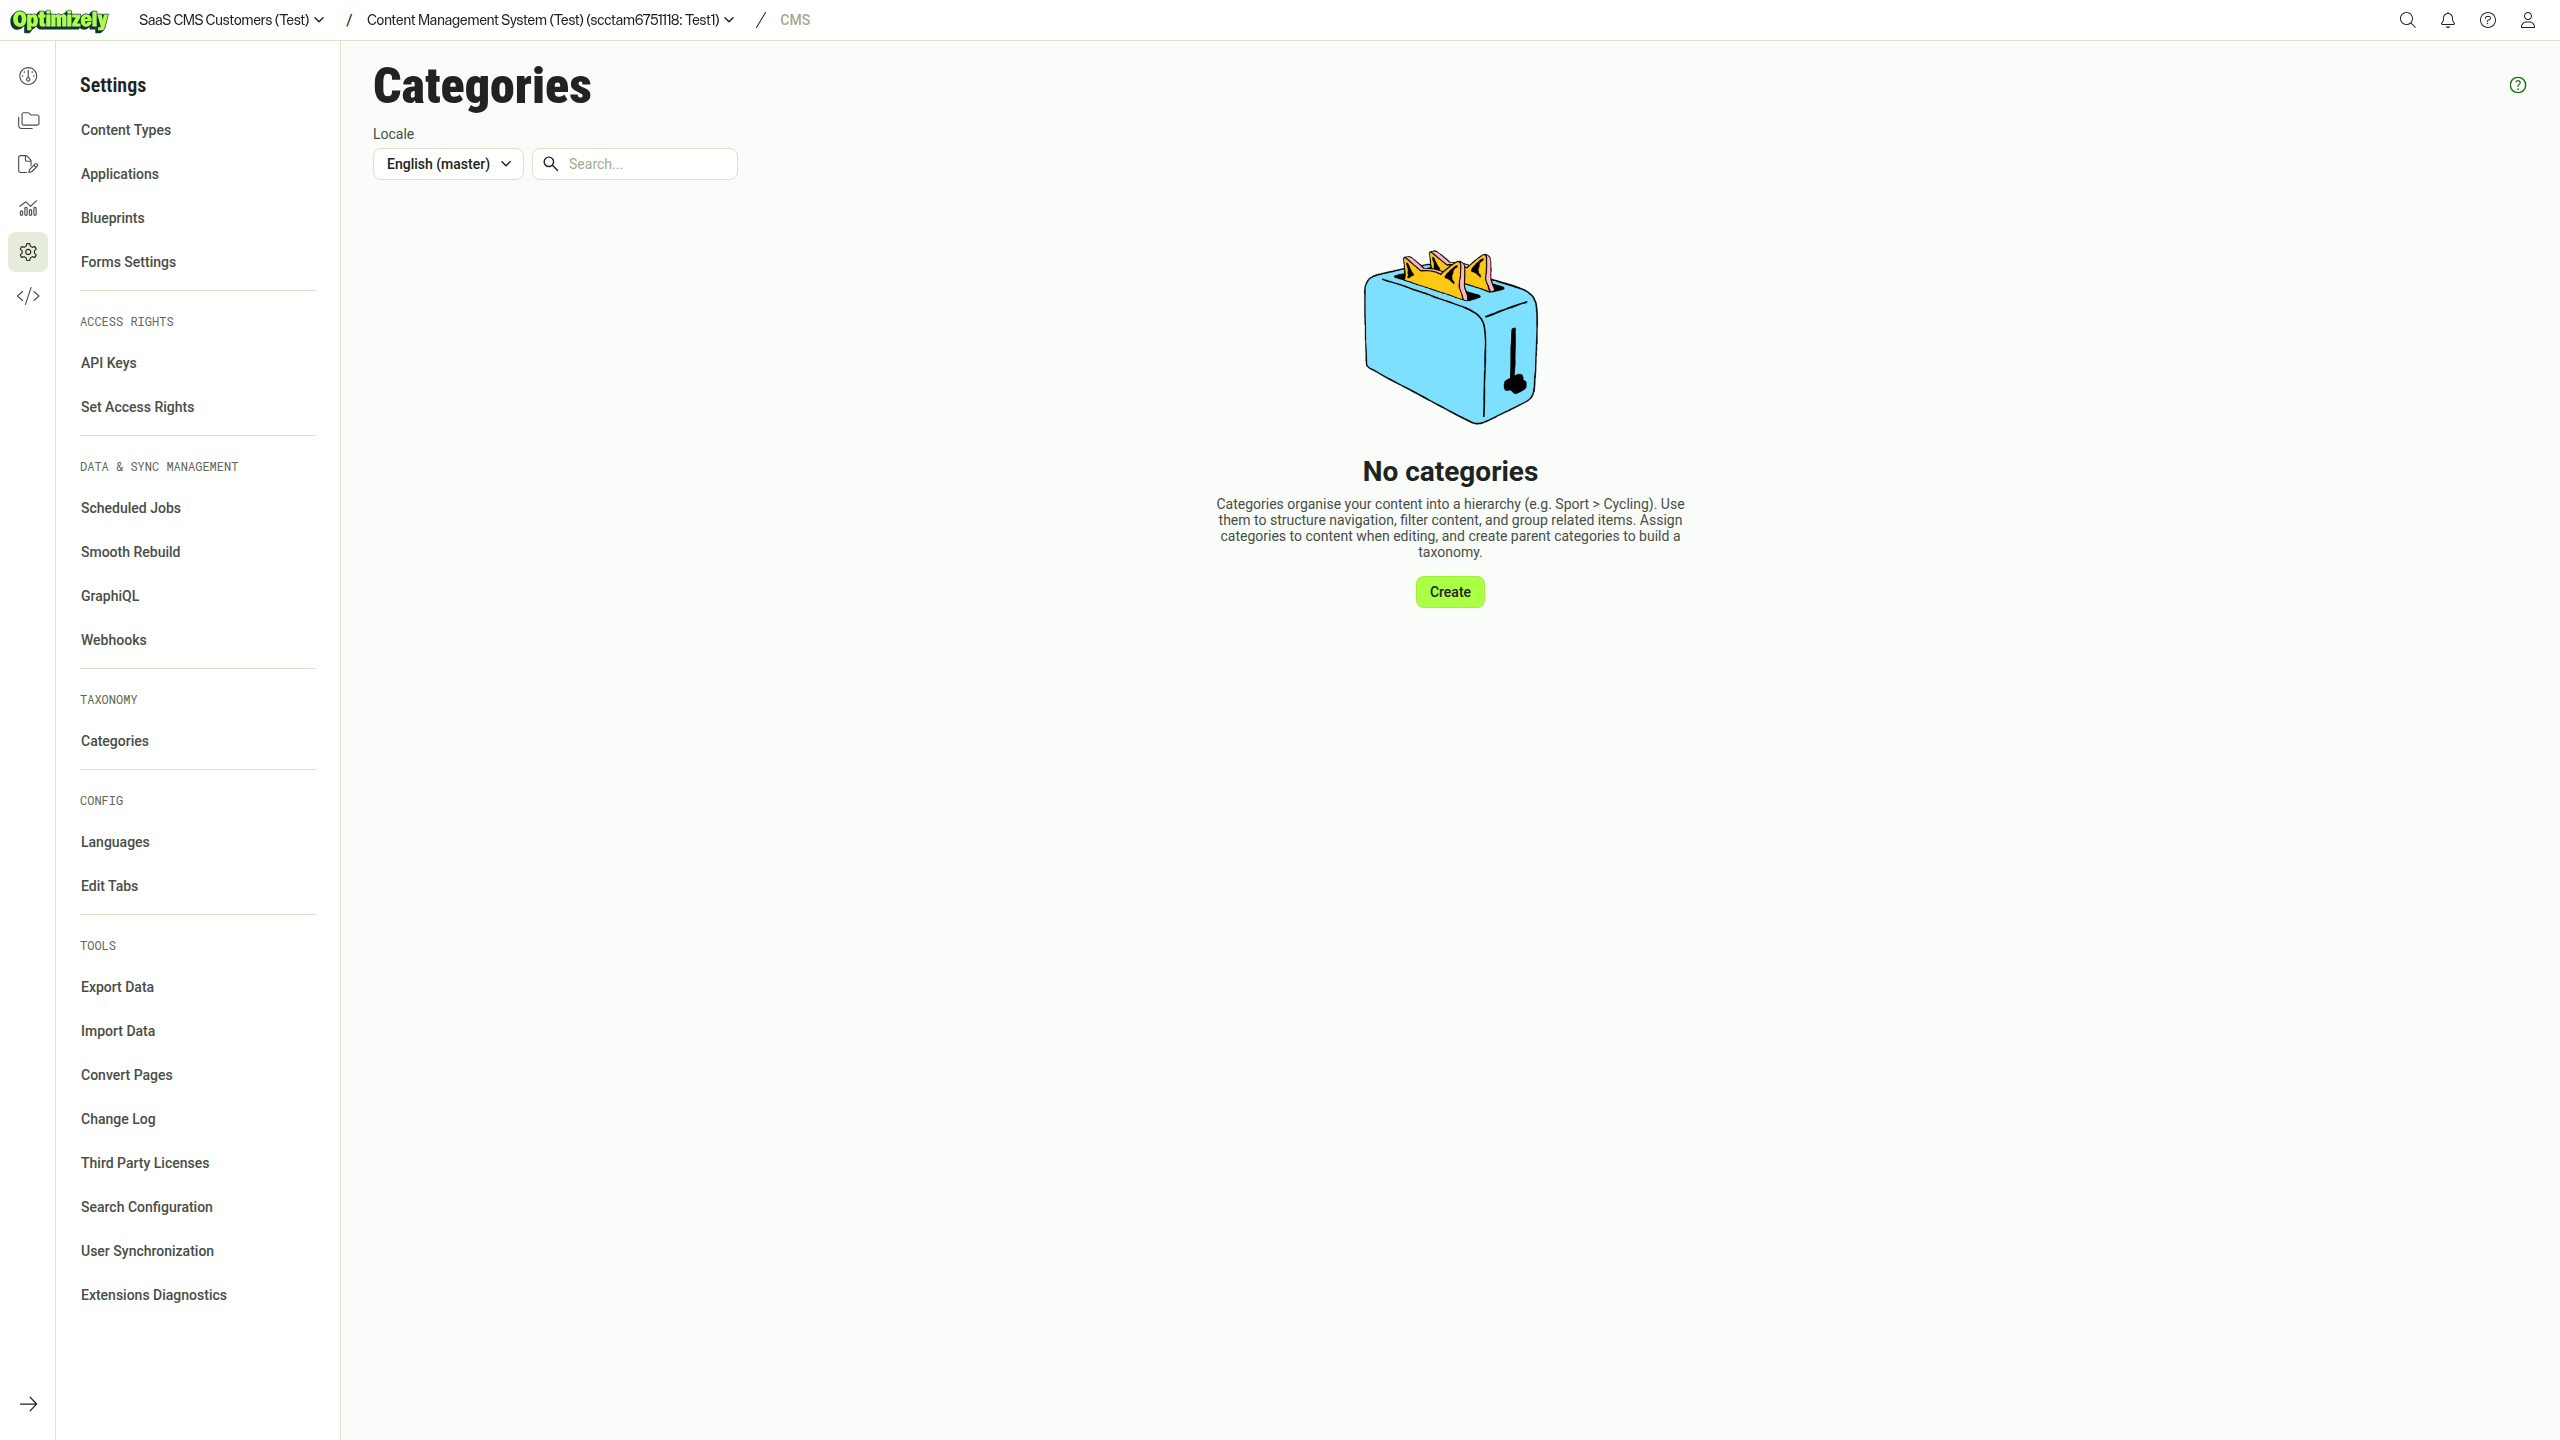 Optimizely
SaaS CMS Customers (Test) / Content Management System (Test) (scctam6751118: Test1) / CMS
Settings
Content Types
Applications
Blueprints
Forms Settings
ACCESS RIGHTS
API Keys
Set Access Rights
DATA & SYNC MANAGEMENT
Scheduled Jobs
Smooth Rebuild
GraphiQL
Webhooks
TAXONOMY
Categories
CONFIG
Languages
Edit Tabs
TOOLS
Export Data
Import Data
Convert Pages
Change Log
Third Party Licenses
Search Configuration
User Synchronization
Extensions Diagnostics
Categories
Locale
English (master)
Search...
No categories
Categories organise your content into a hierarchy (e.g. Sport > Cycling). Use
them to structure navigation, filter content, and group related items. Assign
categories to content when editing, and create parent categories to build a
taxonomy.
Create